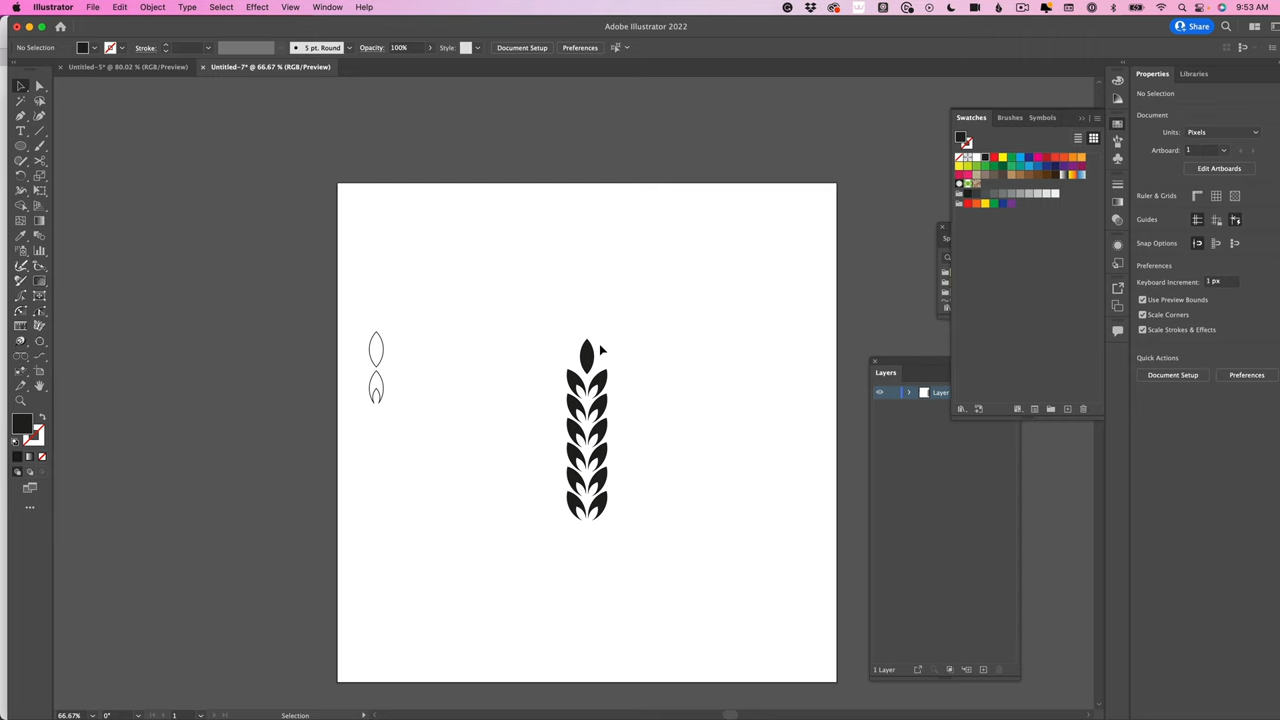 Illustrator File Edit Object Type Select Effect View Window Help 9:53 AM
Adobe Illustrator 2022
Share
No Selection Stroke: 5 pt. Round Opacity: 100% Style: Document Setup Preferences
× Untitled-5* @ 80.02 % (RGB/Preview) × Untitled-7* @ 66.67 % (RGB/Preview)
Properties Libraries
No Selection
Document
Units: Pixels
Artboard: 1
Edit Artboards
Ruler & Grids
Guides
Snap Options
Preferences
Keyboard Increment: 1 px
Use Preview Bounds
Scale Corners
Scale Strokes & Effects
Quick Actions
Document Setup Preferences
Swatches Brushes Symbols
Layers
Layer
1 Layer
66.67% 0° 1 Selection